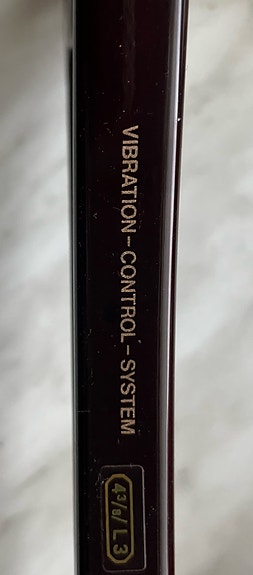 VIBRATION-CONTROL-SYSTEM
4 3/8/ L 3